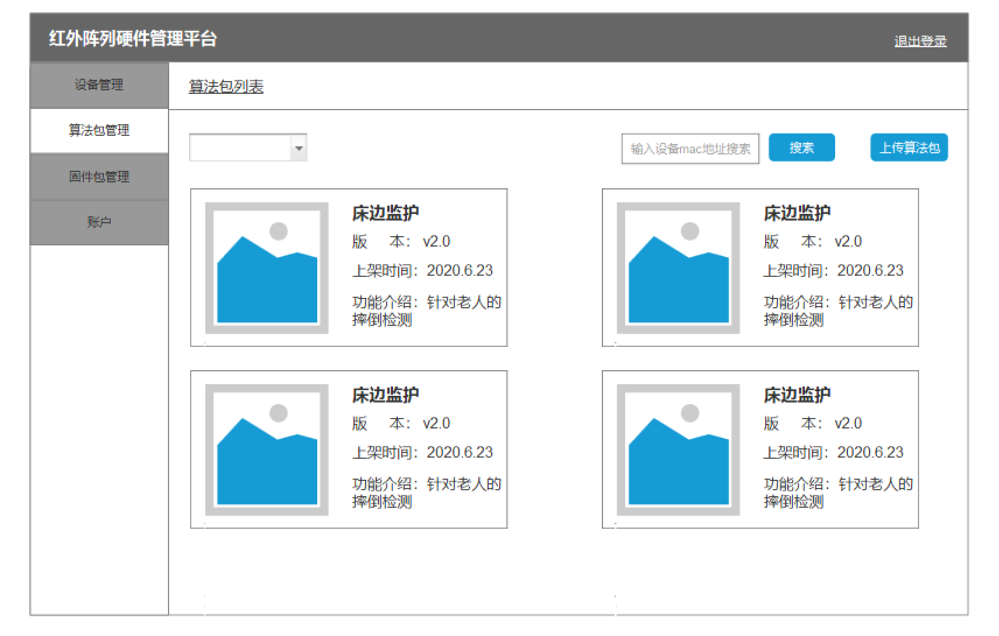 红外阵列硬件管理平台
退出登录
设备管理
算法包管理
固件包管理
账户
算法包列表
输入设备mac地址搜索
搜索
上传算法包
床边监护
版 本： v2.0
上架时间：2020.6.23
功能介绍：针对老人的
摔倒检测
床边监护
版 本： v2.0
上架时间：2020.6.23
功能介绍：针对老人的
摔倒检测
床边监护
版 本： v2.0
上架时间：2020.6.23
功能介绍：针对老人的
摔倒检测
床边监护
版 本： v2.0
上架时间：2020.6.23
功能介绍：针对老人的
摔倒检测